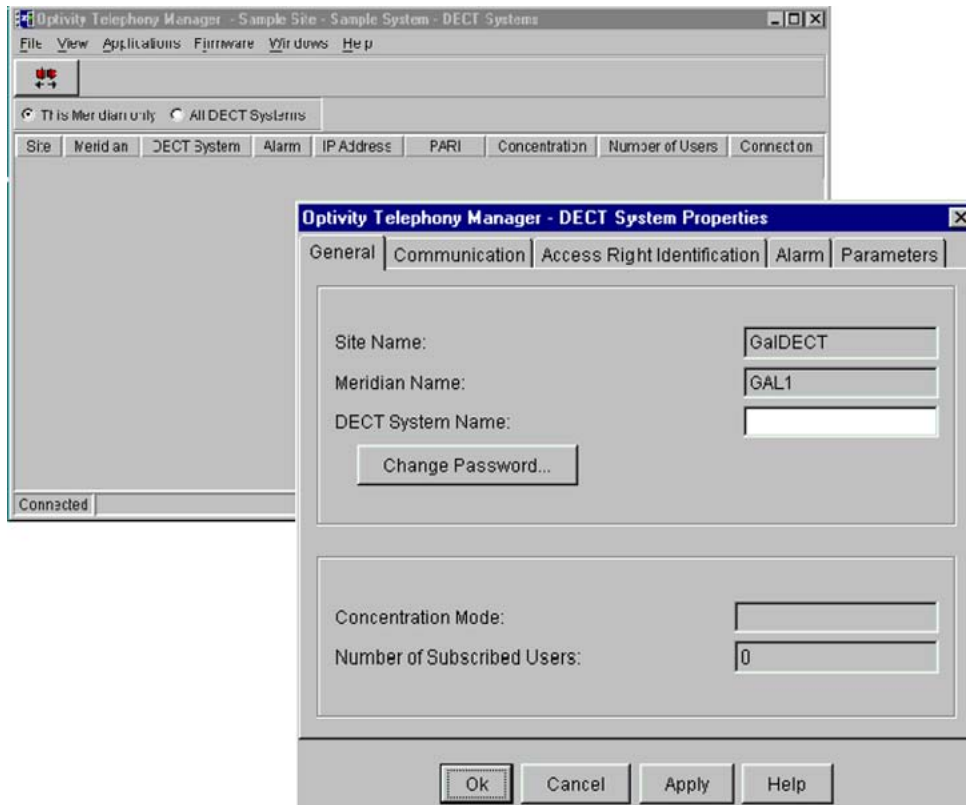 Optivity Telephony Manager - Sample Site - Sample System - DECT Systems
File View Applications Firmware Windows Help
This Meridian only All DECT Systems
Site Meridian DECT System Alarm IP Address PARI Concentration Number of Users Connection
Connected
Optivity Telephony Manager - DECT System Properties
General Communication Access Right Identification Alarm Parameters
Site Name: GalDECT
Meridian Name: GAL1
DECT System Name:
Change Password...
Concentration Mode:
Number of Subscribed Users: 0
Ok Cancel Apply Help